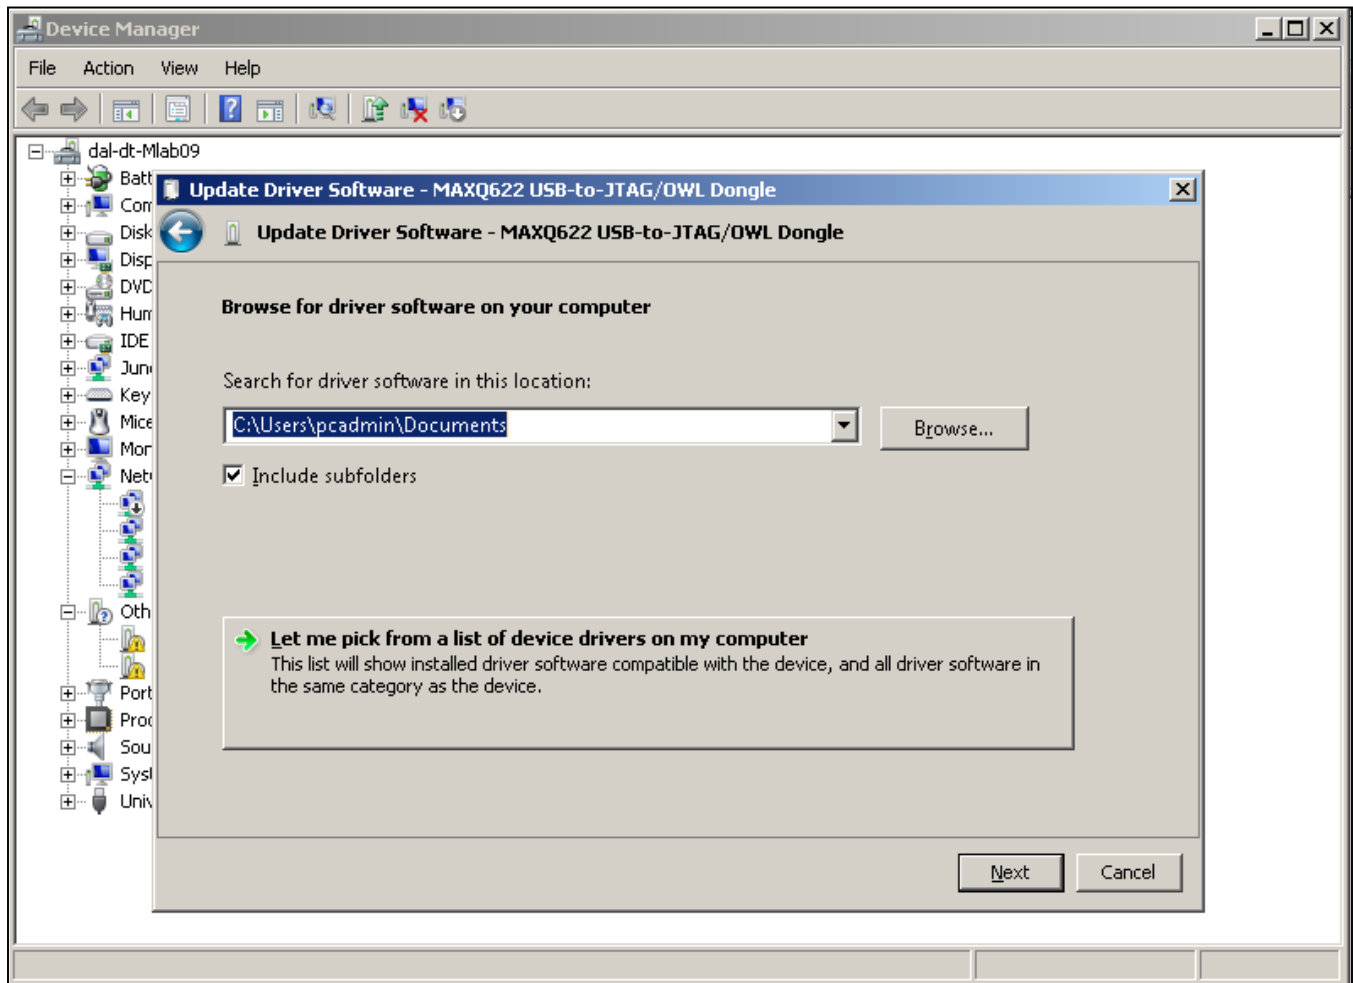 Device Manager
File Action View Help
dal-dt-Mlab09
Batt
Com
Disk
Disp
DVD
Hum
IDE
Key
Mice
Mon
Netw
Oth
Port
Proc
Sou
Syst
Univ
Update Driver Software - MAXQ622 USB-to-JTAG/OWL Dongle
Update Driver Software - MAXQ622 USB-to-JTAG/OWL Dongle
Browse for driver software on your computer
Search for driver software in this location:
C:\Users\pcadmin\Documents
Browse...
Include subfolders
Let me pick from a list of device drivers on my computer
This list will show installed driver software compatible with the device, and all driver software in
the same category as the device.
Next Cancel